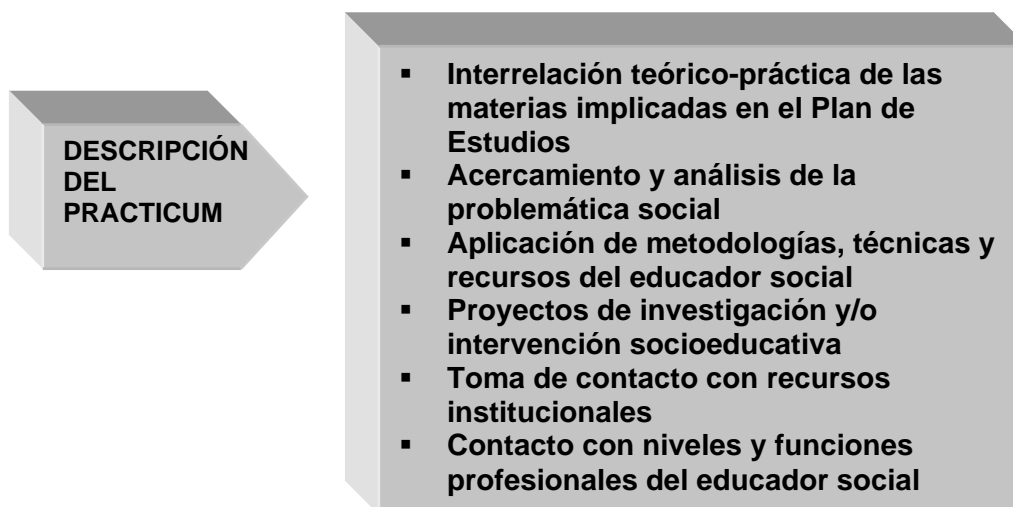 DESCRIPCIÓN
DEL
PRACTICUM
▪ Interrelación teórico-práctica de las
materias implicadas en el Plan de
Estudios
▪ Acercamiento y análisis de la
problemática social
▪ Aplicación de metodologías, técnicas y
recursos del educador social
▪ Proyectos de investigación y/o
intervención socioeducativa
▪ Toma de contacto con recursos
institucionales
▪ Contacto con niveles y funciones
profesionales del educador social